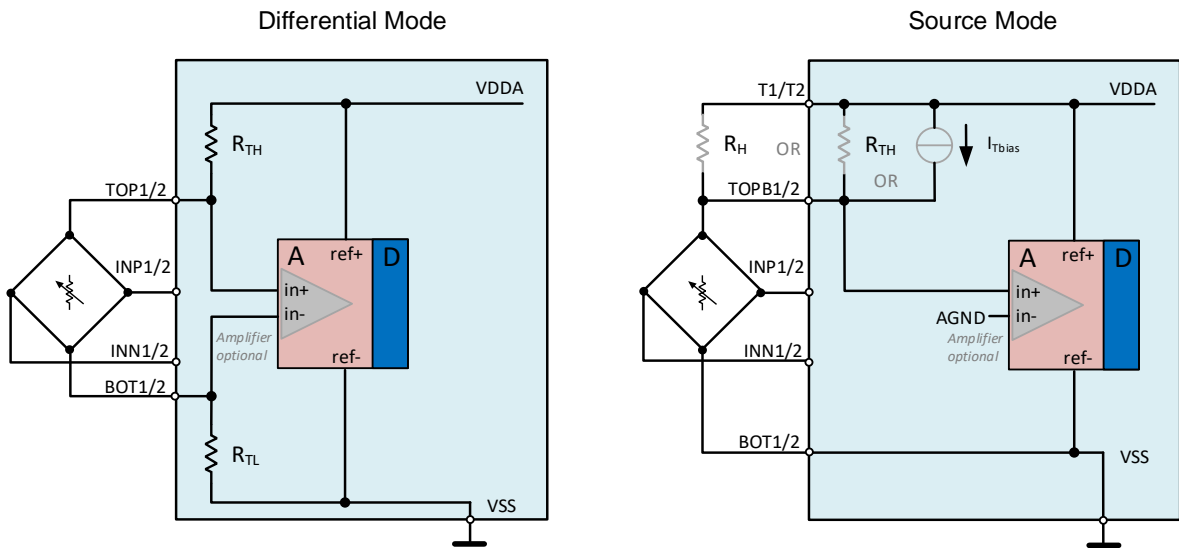 Differential Mode
VDDA
R_TH
TOP1/2
INP1/2
INN1/2
BOT1/2
A
D
ref+
in+
in-
Amplifier
optional
ref-
R_TL
VSS
Source Mode
T1/T2
VDDA
R_H
OR
R_TH
OR
I_Tbias
TOPB1/2
INP1/2
INN1/2
BOT1/2
A
D
ref+
in+
AGND
in-
Amplifier
optional
ref-
VSS